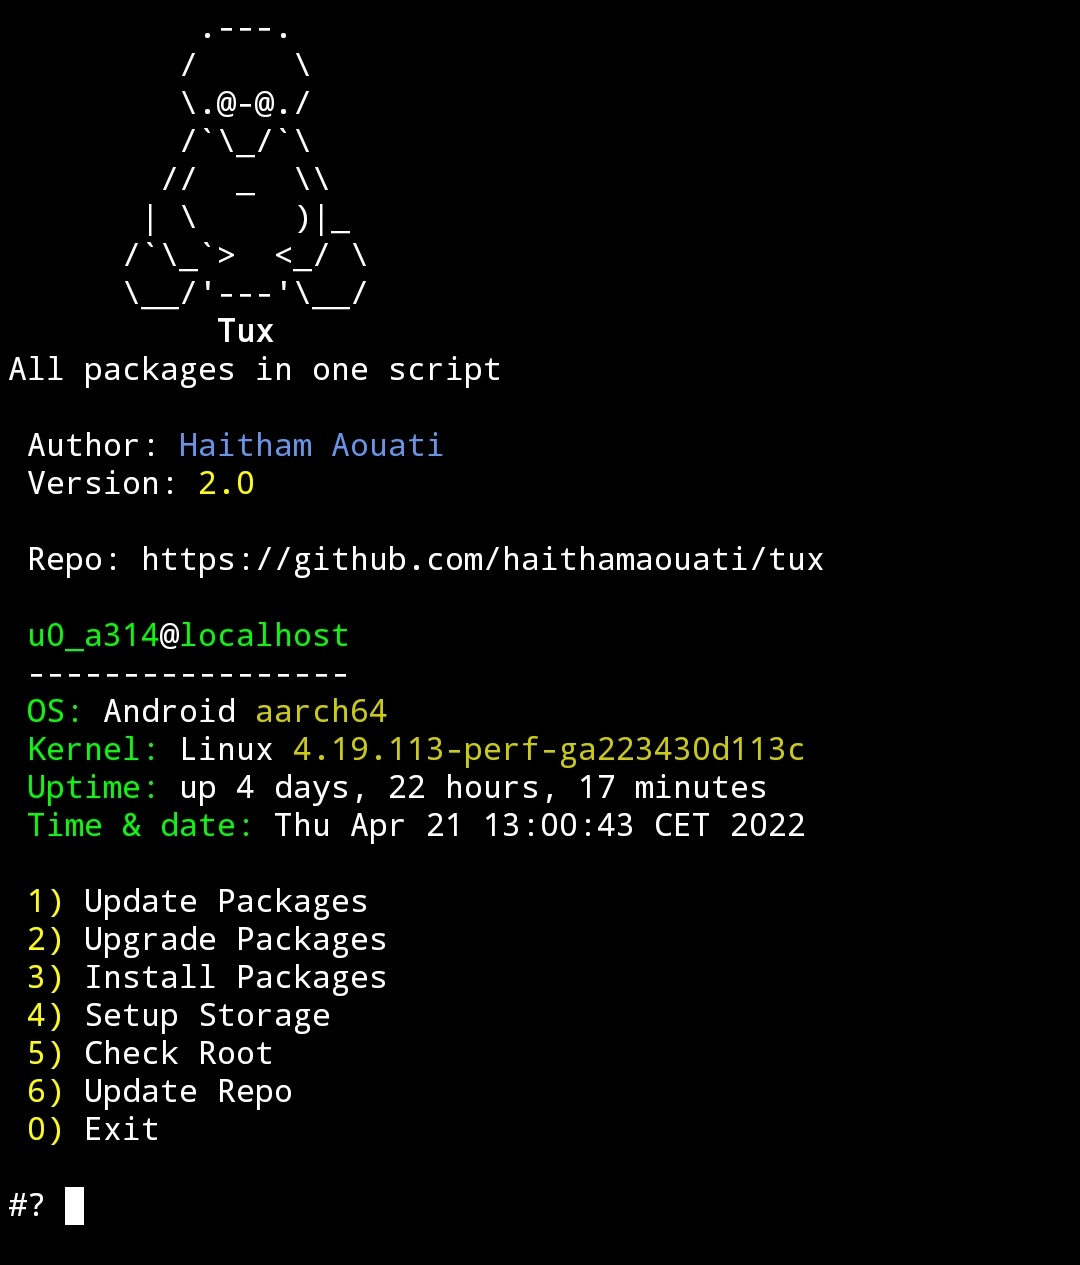 .---.
             /     \
             \.@-@./
             /`\_/`\
            //  _  \\
           | \     )|_
          /`\_`>  <_/ \
          \__/'---'\__/
               Tux
All packages in one script

 Author: Haitham Aouati
 Version: 2.0

 Repo: https://github.com/haithamaouati/tux

 u0_a314@localhost
 -----------------
 OS: Android aarch64
 Kernel: Linux 4.19.113-perf-ga223430d113c
 Uptime: up 4 days, 22 hours, 17 minutes
 Time & date: Thu Apr 21 13:00:43 CET 2022

 1) Update Packages
 2) Upgrade Packages
 3) Install Packages
 4) Setup Storage
 5) Check Root
 6) Update Repo
 0) Exit

#?